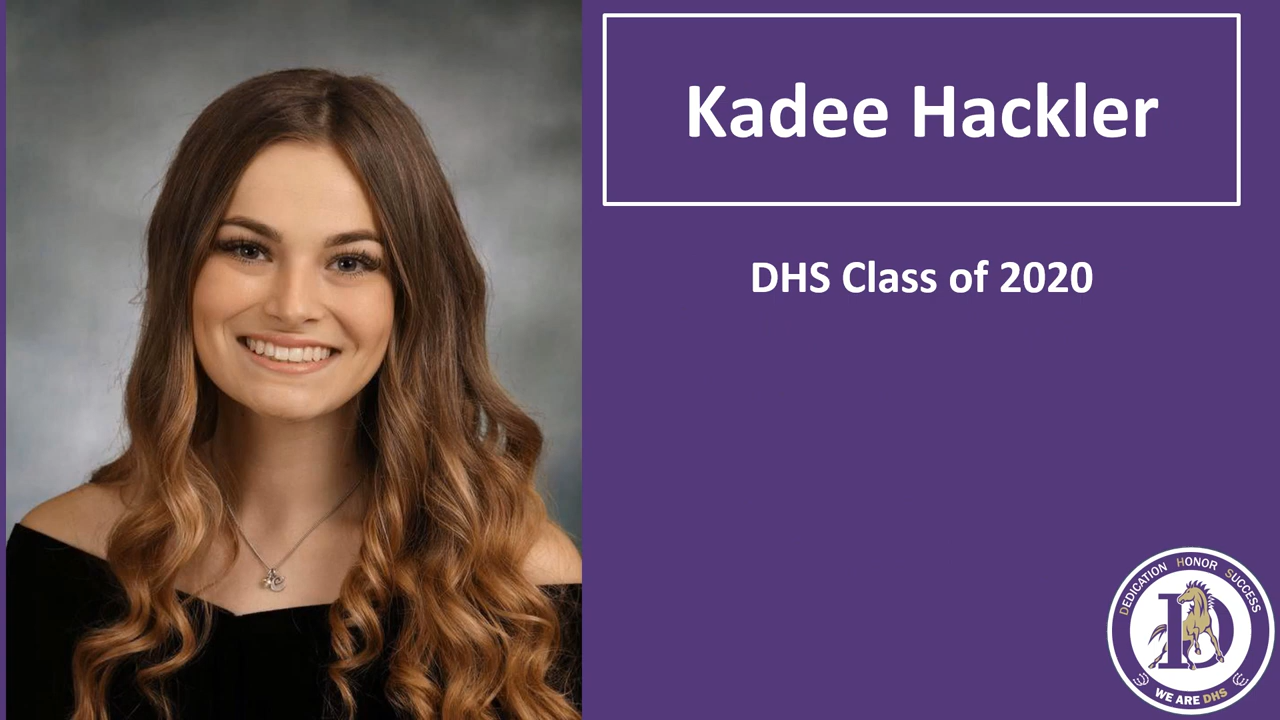 Kadee Hackler
DHS Class of 2020
DEDICATION HONOR SUCCESS
D
WE ARE DHS